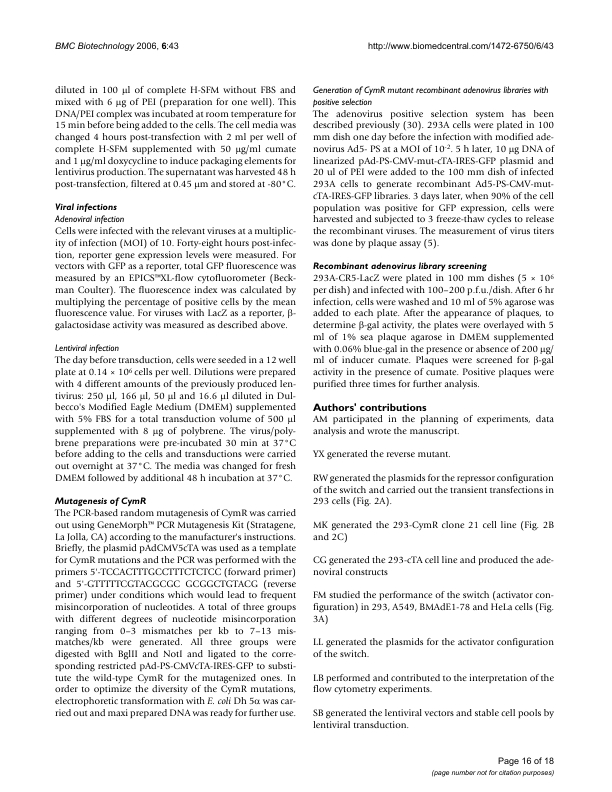 BMC Biotechnology 2006, 6:43
http://www.biomedcentral.com/1472-6750/6/43
diluted in 100 μl of complete H-SFM without FBS and
mixed with 6 μg of PEI (preparation for one well). This
DNA/PEI complex was incubated at room temperature for
15 min before being added to the cells. The cell media was
changed 4 hours post-transfection with 2 ml per well of
complete H-SFM supplemented with 50 μg/ml cumate
and 1 μg/ml doxycycline to induce packaging elements for
lentivirus production. The supernatant was harvested 48 h
post-transfection, filtered at 0.45 μm and stored at -80°C.
Viral infections
Adenoviral infection
Cells were infected with the relevant viruses at a multiplic-
ity of infection (MOI) of 10. Forty-eight hours post-infec-
tion, reporter gene expression levels were measured. For
vectors with GFP as a reporter, total GFP fluorescence was
measured by an EPICS™XL-flow cytofluorometer (Beck-
man Coulter). The fluorescence index was calculated by
multiplying the percentage of positive cells by the mean
fluorescence value. For viruses with LacZ as a reporter, β-
galactosidase activity was measured as described above.
Lentiviral infection
The day before transduction, cells were seeded in a 12 well
plate at 0.14 × 10⁶ cells per well. Dilutions were prepared
with 4 different amounts of the previously produced len-
tivirus: 250 μl, 166 μl, 50 μl and 16.6 μl diluted in Dul-
becco's Modified Eagle Medium (DMEM) supplemented
with 5% FBS for a total transduction volume of 500 μl
supplemented with 8 μg of polybrene. The virus/poly-
brene preparations were pre-incubated 30 min at 37°C
before adding to the cells and transductions were carried
out overnight at 37°C. The media was changed for fresh
DMEM followed by additional 48 h incubation at 37°C.
Mutagenesis of CymR
The PCR-based random mutagenesis of CymR was carried
out using GeneMorph™ PCR Mutagenesis Kit (Stratagene,
La Jolla, CA) according to the manufacturer's instructions.
Briefly, the plasmid pAdCMV5cTA was used as a template
for CymR mutations and the PCR was performed with the
primers 5'-TCCACTTTGCCTTTCTCTCC (forward primer)
and 5'-GTTTTTCGTACGCGC GCGGCTGTACG (reverse
primer) under conditions which would lead to frequent
misincorporation of nucleotides. A total of three groups
with different degrees of nucleotide misincorporation
ranging from 0–3 mismatches per kb to 7–13 mis-
matches/kb were generated. All three groups were
digested with BglII and NotI and ligated to the corre-
sponding restricted pAd-PS-CMVcTA-IRES-GFP to substi-
tute the wild-type CymR for the mutagenized ones. In
order to optimize the diversity of the CymR mutations,
electrophoretic transformation with E. coli Dh 5α was car-
ried out and maxi prepared DNA was ready for further use.
Generation of CymR mutant recombinant adenovirus libraries with
positive selection
The adenovirus positive selection system has been
described previously (30). 293A cells were plated in 100
mm dish one day before the infection with modified ade-
novirus Ad5- PS at a MOI of 10⁻². 5 h later, 10 μg DNA of
linearized pAd-PS-CMV-mut-cTA-IRES-GFP plasmid and
20 ul of PEI were added to the 100 mm dish of infected
293A cells to generate recombinant Ad5-PS-CMV-mut-
cTA-IRES-GFP libraries. 3 days later, when 90% of the cell
population was positive for GFP expression, cells were
harvested and subjected to 3 freeze-thaw cycles to release
the recombinant viruses. The measurement of virus titers
was done by plaque assay (5).
Recombinant adenovirus library screening
293A-CR5-LacZ were plated in 100 mm dishes (5 × 10⁶
per dish) and infected with 100–200 p.f.u./dish. After 6 hr
infection, cells were washed and 10 ml of 5% agarose was
added to each plate. After the appearance of plaques, to
determine β-gal activity, the plates were overlayed with 5
ml of 1% sea plaque agarose in DMEM supplemented
with 0.06% blue-gal in the presence or absence of 200 μg/
ml of inducer cumate. Plaques were screened for β-gal
activity in the presence of cumate. Positive plaques were
purified three times for further analysis.
Authors' contributions
AM participated in the planning of experiments, data
analysis and wrote the manuscript.
YX generated the reverse mutant.
RW generated the plasmids for the repressor configuration
of the switch and carried out the transient transfections in
293 cells (Fig. 2A).
MK generated the 293-CymR clone 21 cell line (Fig. 2B
and 2C)
CG generated the 293-cTA cell line and produced the ade-
noviral constructs
FM studied the performance of the switch (activator con-
figuration) in 293, A549, BMAdE1-78 and HeLa cells (Fig.
3A)
LL generated the plasmids for the activator configuration
of the switch.
LB performed and contributed to the interpretation of the
flow cytometry experiments.
SB generated the lentiviral vectors and stable cell pools by
lentiviral transduction.
Page 16 of 18
(page number not for citation purposes)